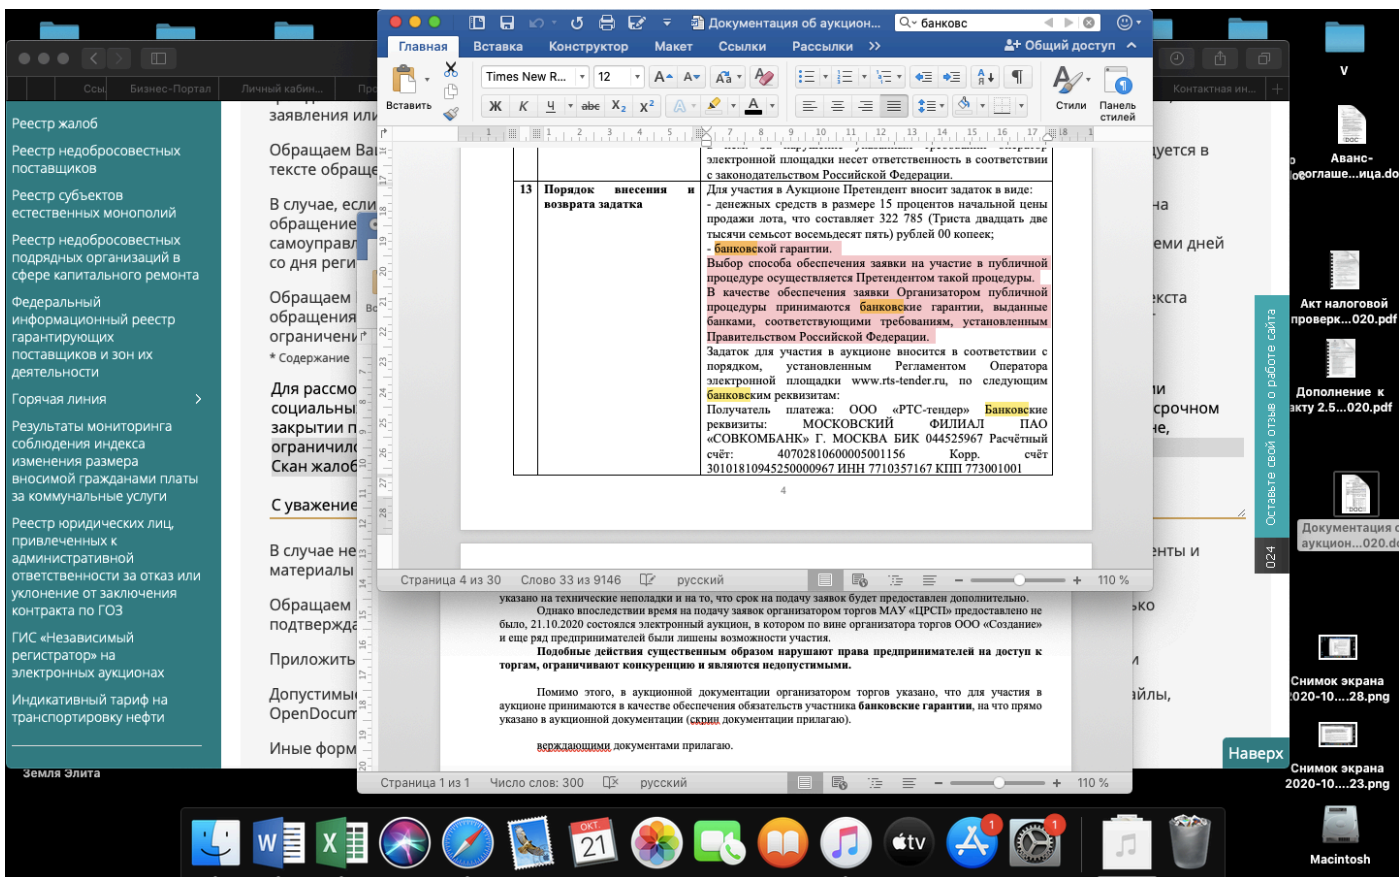 Документация об аукцион...
банковс
Главная
Вставка
Конструктор
Макет
Ссылки
Рассылки
Общий доступ
Times New R...
12
Вставить
Стили
Панель
стилей
Бизнес-Портал
Личный кабин...
Контактная ин...
Реестр жалоб
Реестр недобросовестных
поставщиков
Реестр субъектов
естественных монополий
Реестр недобросовестных
подрядных организаций в
сфере капитального ремонта
Федеральный
информационный реестр
гарантирующих
поставщиков и зон их
деятельности
Горячая линия
Результаты мониторинга
соблюдения индекса
изменения размера
вносимой гражданами платы
за коммунальные услуги
Реестр юридических лиц,
привлеченных к
административной
ответственности за отказ или
уклонение от заключения
контракта по ГОЗ
ГИС «Независимый
регистратор» на
электронных аукционах
Индикативный тариф на
транспортировку нефти
Земля Элита
заявления или
Обращаем Ва
тексте обраще
В случае, если
обращение
самоуправл
со дня реги
Обращаем
обращения
ограничени
* Содержание
Для рассмо
социальны
закрытии п
ограничило
Скан жалоб
С уважение
В случае не
материалы
Обращаем
подтвержда
Приложить
Допустимые
OpenDocum
Иные форм
электронной площадки несет ответственность в соответствии
с законодательством Российской Федерации.
13 Порядок внесения и
возврата задатка
Для участия в Аукционе Претендент вносит задаток в виде:
- денежных средств в размере 15 процентов начальной цены
продажи лота, что составляет 322 785 (Триста двадцать две
тысячи семьсот восемьдесят пять) рублей 00 копеек;
- банковской гарантии.
Выбор способа обеспечения заявки на участие в публичной
процедуре осуществляется Претендентом такой процедуры.
В качестве обеспечения заявки Организатором публичной
процедуры принимаются банковские гарантии, выданные
банками, соответствующими требованиям, установленным
Правительством Российской Федерации.
Задаток для участия в аукционе вносится в соответствии с
порядком, установленным Регламентом Оператора
электронной площадки www.rts-tender.ru, по следующим
банковским реквизитам:
Получатель платежа: ООО «РТС-тендер» Банковские
реквизиты: МОСКОВСКИЙ ФИЛИАЛ ПАО
«СОВКОМБАНК» Г. МОСКВА БИК 044525967 Расчётный
счёт: 40702810600005001156 Корр. счёт
30101810945250000967 ИНН 7710357167 КПП 773001001
4
Страница 4 из 30
Слово 33 из 9146
русский
110 %
указано на технические неполадки и на то, что срок на подачу заявок будет предоставлен дополнительно.
Однако впоследствии время на подачу заявок организатором торгов МАУ «ЦРСП» предоставлено не
было, 21.10.2020 состоялся электронный аукцион, в котором по вине организатора торгов ООО «Создание»
и еще ряд предпринимателей были лишены возможности участия.
Подобные действия существенным образом нарушают права предпринимателей на доступ к
торгам, ограничивают конкуренцию и являются недопустимыми.
Помимо этого, в аукционной документации организатором торгов указано, что для участия в
аукционе принимаются в качестве обеспечения обязательств участника банковские гарантии, на что прямо
указано в аукционной документации (скрин документации прилагаю).
верждающими документами прилагаю.
Страница 1 из 1
Число слов: 300
русский
110 %
Оставьте свой отзыв о работе сайта
024
Наверх
V
Аванс-
Акт налоговой
проверк...020.pdf
Дополнение к
акту 2.5...020.pdf
Документация о
аукцион...020.do
Снимок экрана
2020-10....28.png
Снимок экрана
2020-10....23.png
Macintosh
ОКТ.
21
tv
1
1